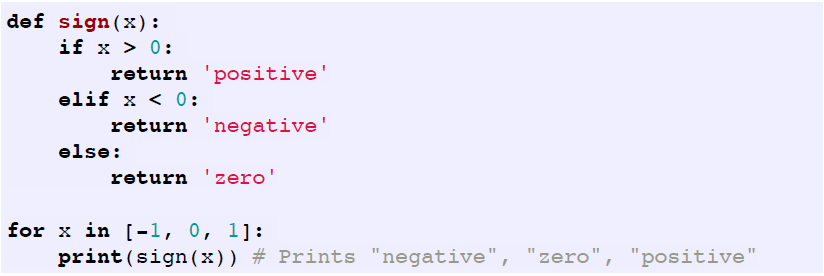 def sign(x):
    if x > 0:
        return 'positive'
    elif x < 0:
        return 'negative'
    else:
        return 'zero'

for x in [-1, 0, 1]:
    print(sign(x)) # Prints "negative", "zero", "positive"